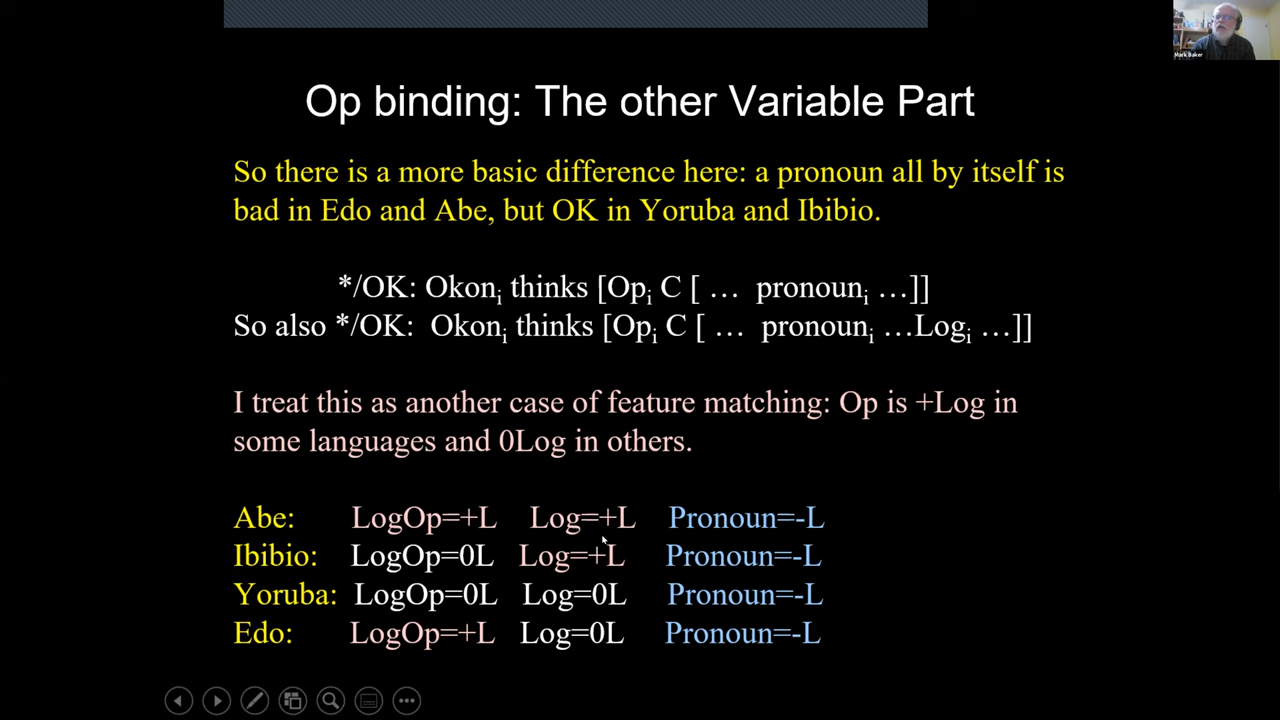 Mark Baker
Op binding: The other Variable Part
So there is a more basic difference here: a pronoun all by itself is
bad in Edo and Abe, but OK in Yoruba and Ibibio.
*/OK: Okonᵢ thinks [Opᵢ C [ … pronounᵢ …]]
So also */OK: Okonᵢ thinks [Opᵢ C [ … pronounᵢ …Logᵢ …]]
I treat this as another case of feature matching: Op is +Log in
some languages and 0Log in others.
Abe: LogOp=+L Log=+L Pronoun=-L
Ibibio: LogOp=0L Log=+L Pronoun=-L
Yoruba: LogOp=0L Log=0L Pronoun=-L
Edo: LogOp=+L Log=0L Pronoun=-L